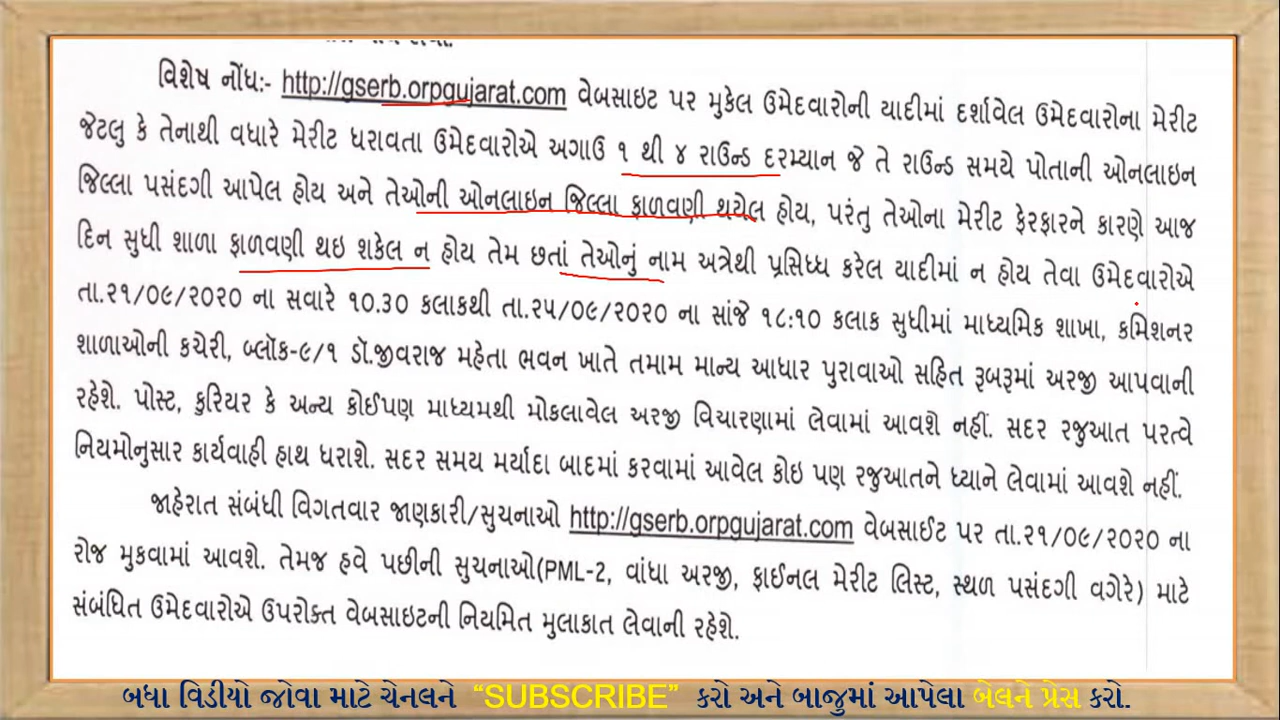 વિશેષ નોંધ:- http://gserb.orpgujarat.com વેબસાઇટ પર મુકેલ ઉમેદવારોની યાદીમાં દર્શાવેલ ઉમેદવારોના મેરીટ
જેટલુ કે તેનાથી વધારે મેરીટ ધરાવતા ઉમેદવારોએ અગાઉ ૧ થી ૪ રાઉન્ડ દરમ્યાન જે તે રાઉન્ડ સમયે પોતાની ઓનલાઇન
જિલ્લા પસંદગી આપેલ હોય અને તેઓની ઓનલાઇન જિલ્લા ફાળવણી થયેલ હોય, પરંતુ તેઓના મેરીટ ફેરફારને કારણે આજ
દિન સુધી શાળા ફાળવણી થઇ શકેલ ન હોય તેમ છતાં તેઓનું નામ અત્રેથી પ્રસિધ્ધ કરેલ યાદીમાં ન હોય તેવા ઉમેદવારોએ
તા.૨૧/૦૯/૨૦૨૦ ના સવારે ૧૦.૩૦ કલાકથી તા.૨૫/૦૯/૨૦૨૦ ના સાંજે ૧૮:૧૦ કલાક સુધીમાં માધ્યમિક શાખા, કમિશનર
શાળાઓની કચેરી, બ્લૉક-૯/૧ ડૉ.જીવરાજ મહેતા ભવન ખાતે તમામ માન્ય આધાર પુરાવાઓ સહિત રૂબરૂમાં અરજી આપવાની
રહેશે. પોસ્ટ, કુરિયર કે અન્ય કોઈપણ માધ્યમથી મોકલાવેલ અરજી વિચારણામાં લેવામાં આવશે નહીં. સદર રજુઆત પરત્વે
નિયમોનુસાર કાર્યવાહી હાથ ધરાશે. સદર સમય મર્યાદા બાદમાં કરવામાં આવેલ કોઇ પણ રજુઆતને ધ્યાને લેવામાં આવશે નહીં.
જાહેરાત સંબંધી વિગતવાર જાણકારી/સુચનાઓ http://gserb.orpgujarat.com વેબસાઈટ પર તા.૨૧/૦૯/૨૦૨૦ ના
રોજ મુકવામાં આવશે. તેમજ હવે પછીની સુચનાઓ(PML-2, વાંધા અરજી, ફાઈનલ મેરીટ લિસ્ટ, સ્થળ પસંદગી વગેરે) માટે
સંબંધિત ઉમેદવારોએ ઉપરોક્ત વેબસાઇટની નિયમિત મુલાકાત લેવાની રહેશે.
બધા વિડીયો જોવા માટે ચેનલને “SUBSCRIBE” કરો અને બાજુમાં આપેલા બેલને પ્રેસ કરો.